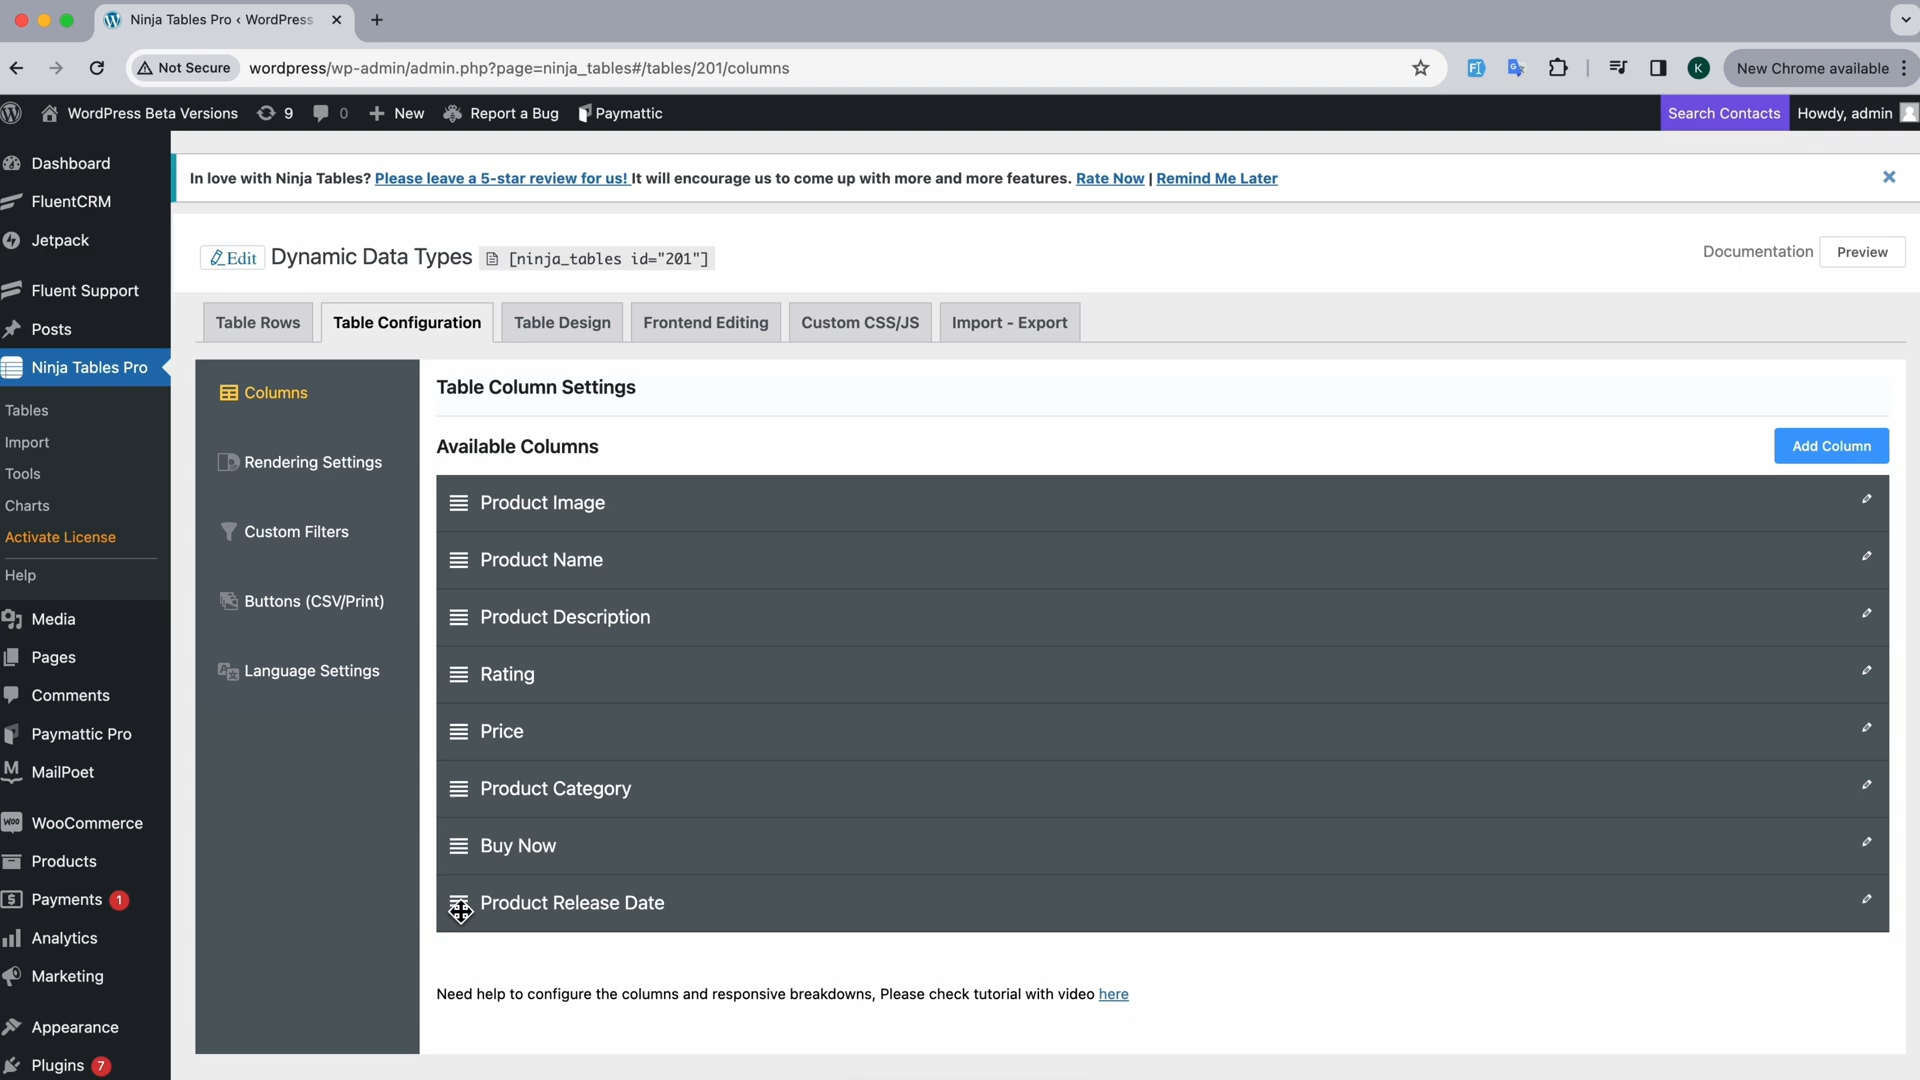 Ninja Tables Pro ‹ WordPress
Not Secure
wordpress/wp-admin/admin.php?page=ninja_tables#/tables/201/columns
K
New Chrome available
WordPress Beta Versions
9
0
New
Report a Bug
Paymattic
Search Contacts
Howdy, admin
Dashboard
FluentCRM
Jetpack
Fluent Support
Posts
Ninja Tables Pro
Tables
Import
Tools
Charts
Activate License
Help
Media
Pages
Comments
Paymattic Pro
MailPoet
WooCommerce
Products
Payments 1
Analytics
Marketing
Appearance
Plugins 7
In love with Ninja Tables? Please leave a 5-star review for us! It will encourage us to come up with more and more features. Rate Now | Remind Me Later
Edit Dynamic Data Types [ninja_tables id="201"]
Documentation
Preview
Table Rows
Table Configuration
Table Design
Frontend Editing
Custom CSS/JS
Import - Export
Columns
Rendering Settings
Custom Filters
Buttons (CSV/Print)
Language Settings
Table Column Settings
Available Columns
Add Column
Product Image
Product Name
Product Description
Rating
Price
Product Category
Buy Now
Product Release Date
Need help to configure the columns and responsive breakdowns, Please check tutorial with video here